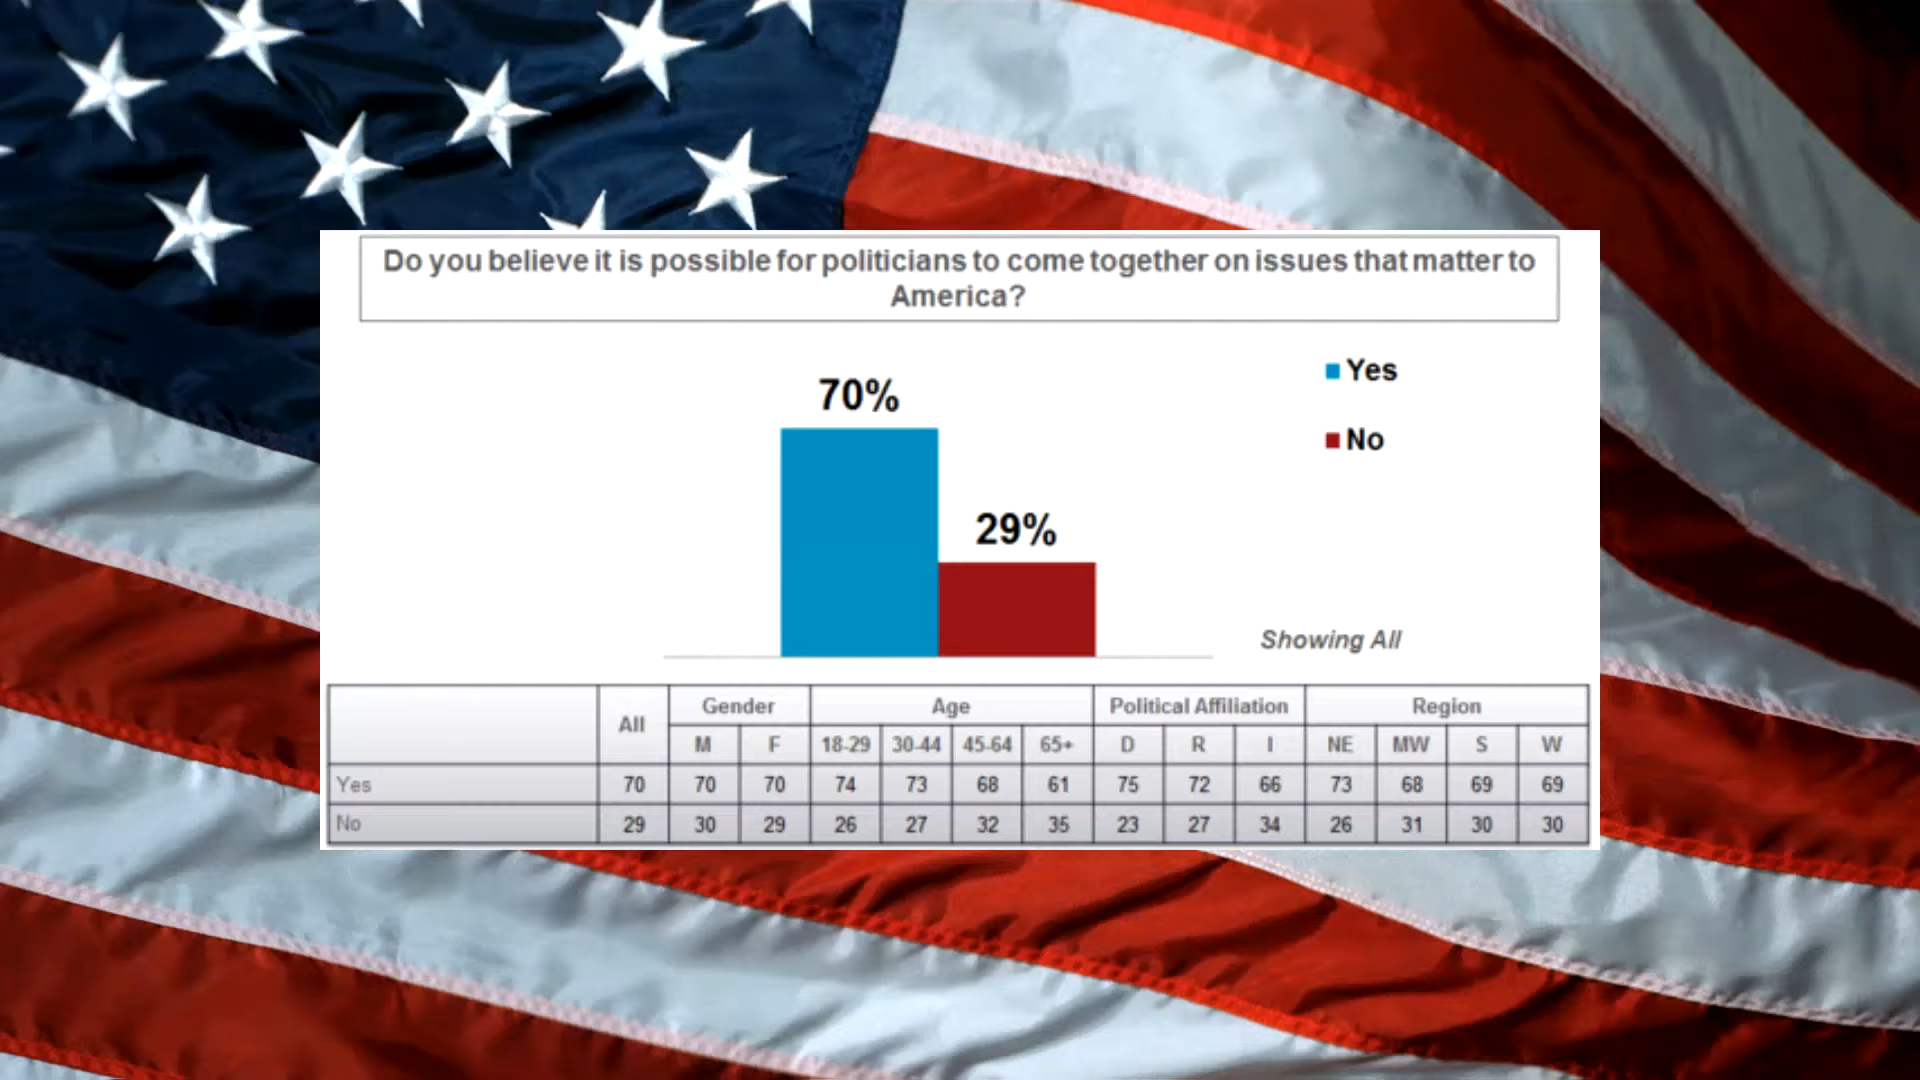 Do you believe it is possible for politicians to come together on issues that matter to
America?
70%
29%
Yes
No
Showing All
All Gender Age Political Affiliation Region
M F 18-29 30-44 45-64 65+ D R I NE MW S W
Yes 70 70 70 74 73 68 61 75 72 66 73 68 69 69
No 29 30 29 26 27 32 35 23 27 34 26 31 30 30